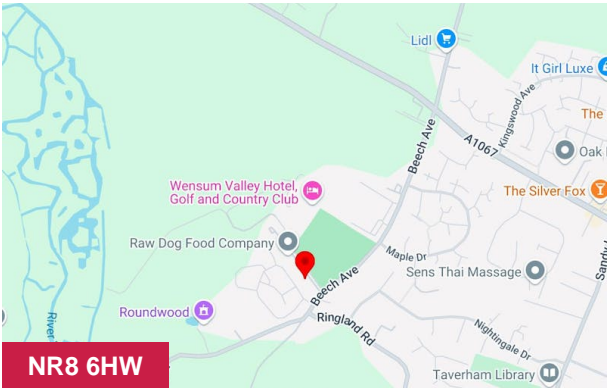 Lidl
It Girl Luxe
Kingswood Ave
The
A1067
Oak
Beech Ave
Wensum Valley Hotel,
Golf and Country Club
The Silver Fox
Raw Dog Food Company
Maple Dr
Sens Thai Massage
Beech Ave
Roundwood
Ringland Rd
Nightingale Dr
River
Taverham Library
NR8 6HW